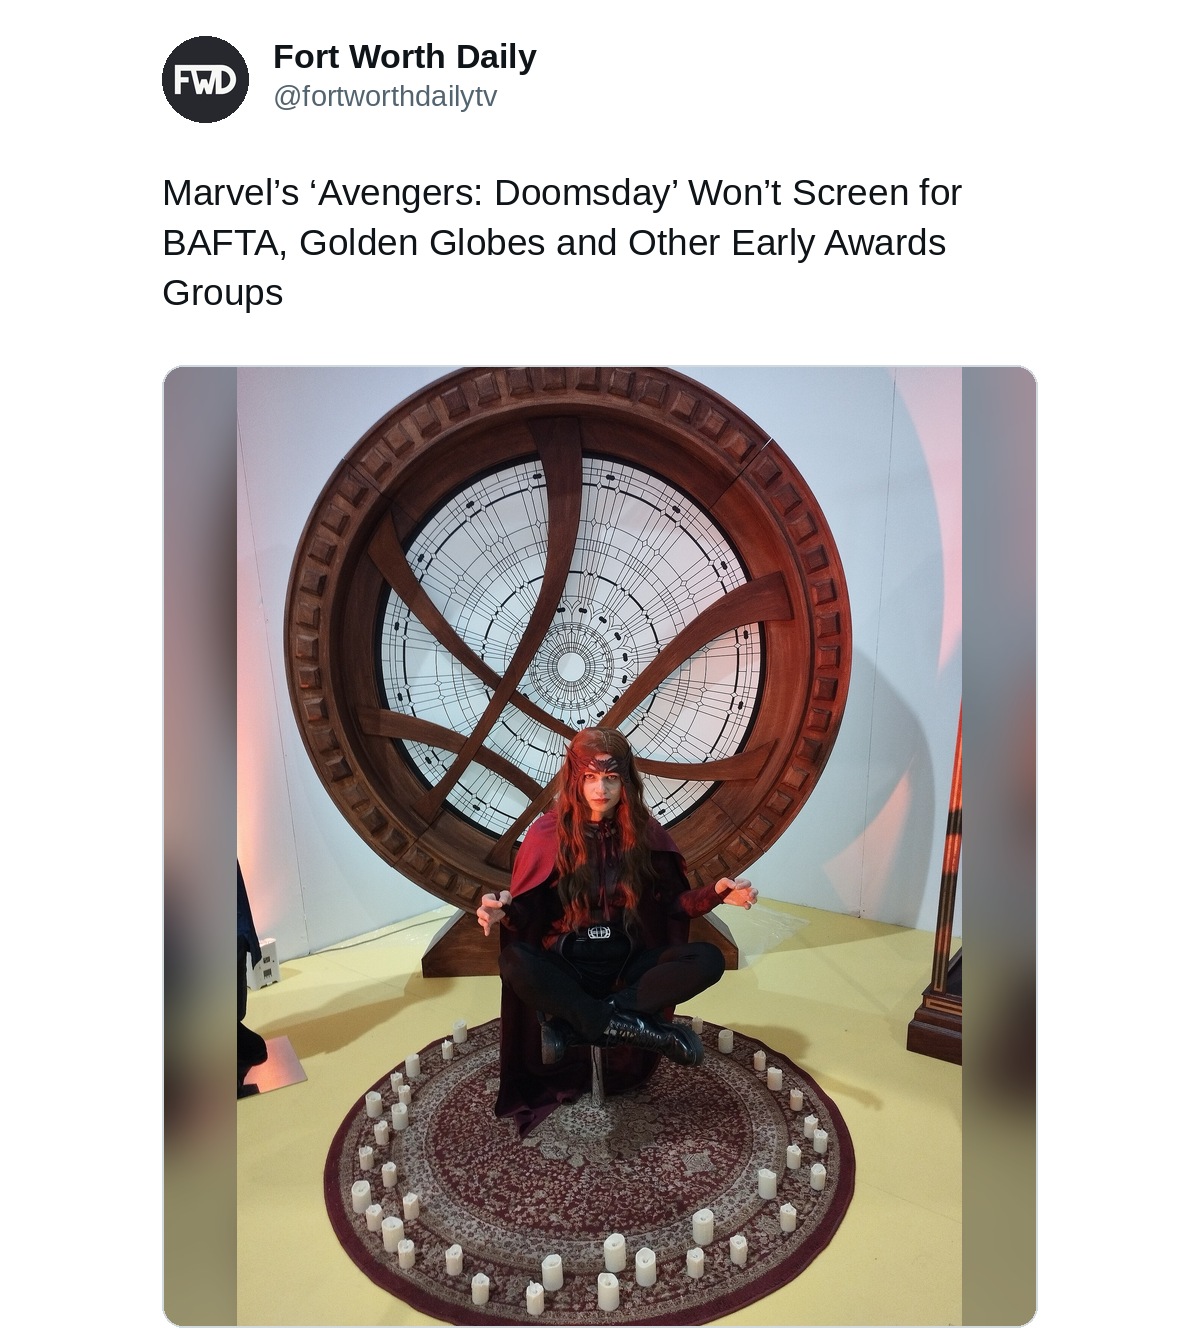 FWD
Fort Worth Daily
@fortworthdailytv
Marvel’s ‘Avengers: Doomsday’ Won’t Screen for
BAFTA, Golden Globes and Other Early Awards
Groups